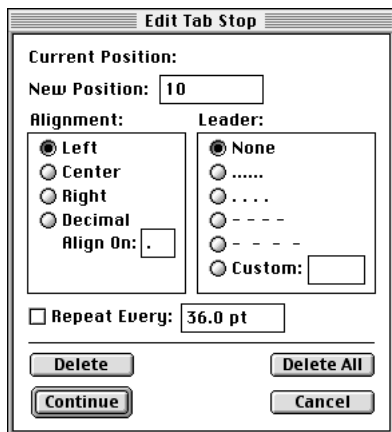 Edit Tab Stop
Current Position:
New Position: 10
Alignment: Leader:
Left None
Center ......
Right . . . .
Decimal - - - -
Align On: . - - - -
Custom:
Repeat Every: 36.0 pt
Delete Delete All
Continue Cancel